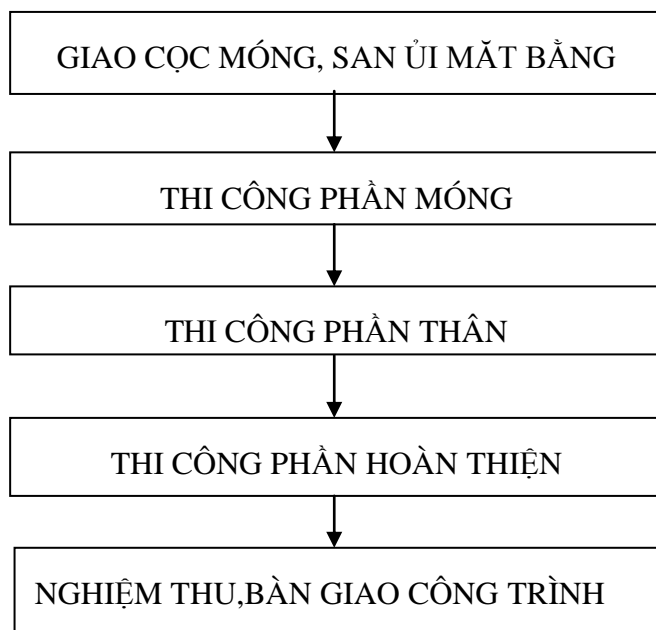 GIAO CỌC MÓNG, SAN ỦI MĂT BẰNG
THI CÔNG PHẦN MÓNG
THI CÔNG PHẦN THÂN
THI CÔNG PHẦN HOÀN THIỆN
NGHIỆM THU,BÀN GIAO CÔNG TRÌNH